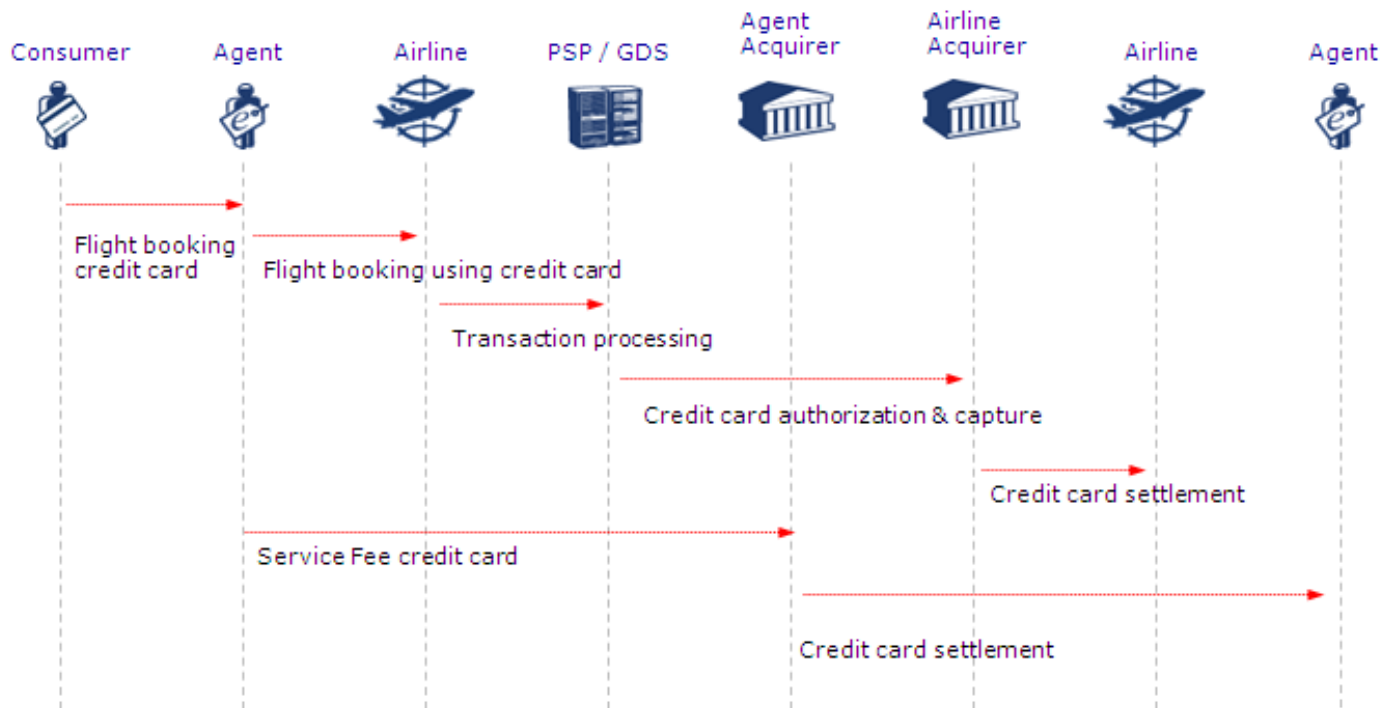 Consumer
Agent
Airline
PSP / GDS
Agent
Acquirer
Airline
Acquirer
Airline
Agent
Flight booking
credit card
Flight booking using credit card
Transaction processing
Credit card authorization & capture
Credit card settlement
Service Fee credit card
Credit card settlement